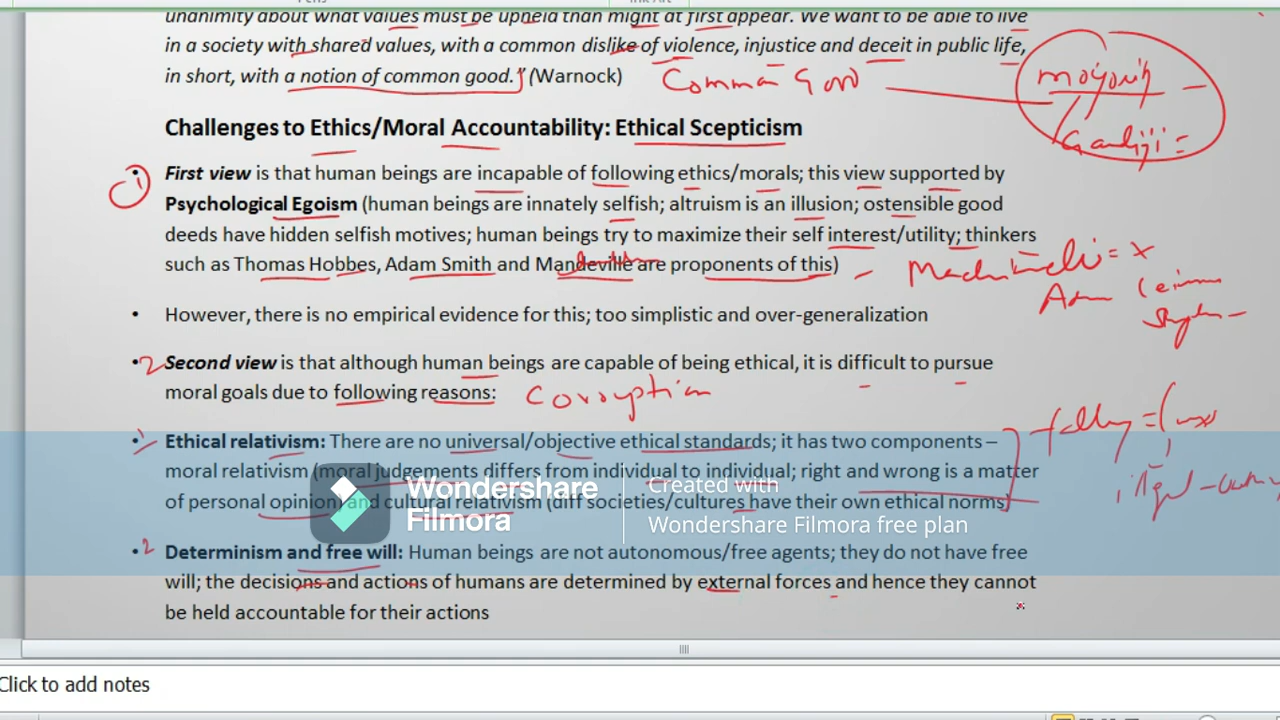 unanimity about what values must be upheld than might at first appear. We want to be able to live
in a society with shared values, with a common dislike of violence, injustice and deceit in public life,
in short, with a notion of common good.” (Warnock)
Common Good
majority
Gandhiji =
Challenges to Ethics/Moral Accountability: Ethical Scepticism
1
• First view is that human beings are incapable of following ethics/morals; this view supported by
Psychological Egoism (human beings are innately selfish; altruism is an illusion; ostensible good
deeds have hidden selfish motives; human beings try to maximize their self interest/utility; thinkers
such as Thomas Hobbes, Adam Smith and Mandeville are proponents of this)
• However, there is no empirical evidence for this; too simplistic and over-generalization
• 2 Second view is that although human beings are capable of being ethical, it is difficult to pursue
moral goals due to following reasons:
Corruption
• 1 Ethical relativism: There are no universal/objective ethical standards; it has two components –
moral relativism (moral judgements differs from individual to individual; right and wrong is a matter
of personal opinion) and cultural relativism (diff societies/cultures have their own ethical norms)
Wondershare
Filmora
Created with
Wondershare Filmora free plan
• 2 Determinism and free will: Human beings are not autonomous/free agents; they do not have free
will; the decisions and actions of humans are determined by external forces and hence they cannot
be held accountable for their actions
Click to add notes